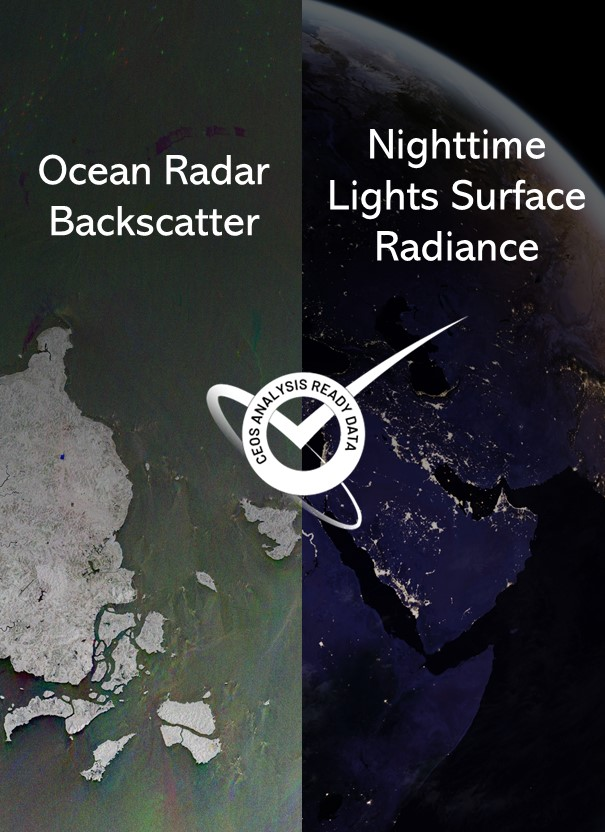 Ocean Radar
Backscatter
Nighttime
Lights Surface
Radiance
CEOS ANALYSIS READY DATA